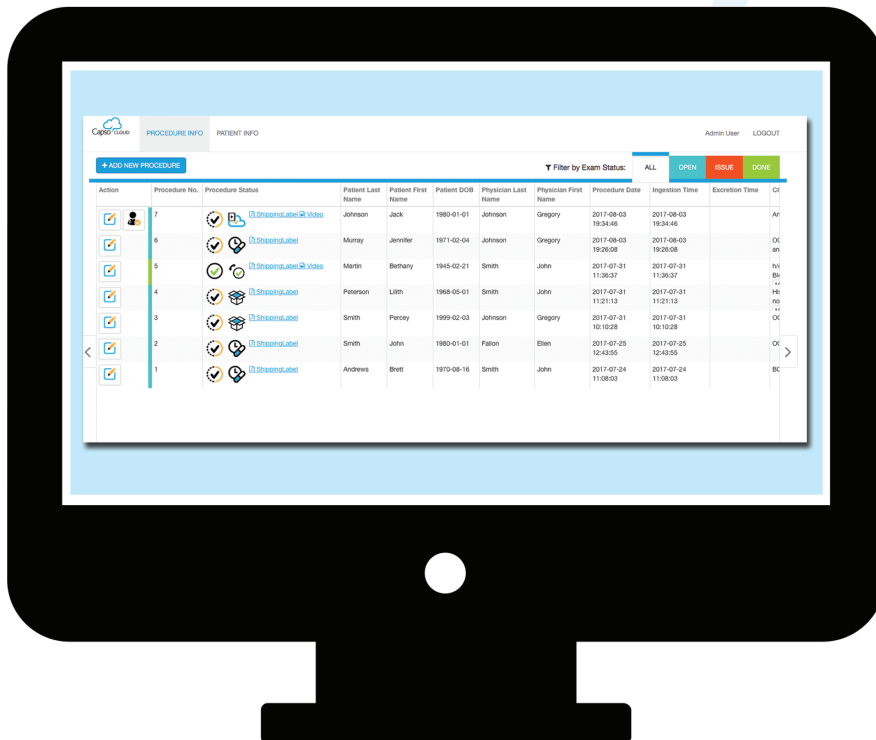 Capso CLOUD PROCEDURE INFO PATIENT INFO Admin User LOGOUT
+ ADD NEW PROCEDURE Filter by Exam Status: ALL OPEN ISSUE DONE
Action Procedure No. Procedure Status Patient Last Name Patient First Name Patient DOB Physician Last Name Physician First Name Procedure Date Ingestion Time Excretion Time
7 ShippingLabel Video Johnson Jack 1980-01-01 Johnson Gregory 2017-08-03 19:34:46 2017-08-03 19:34:46
6 ShippingLabel Murray Jennifer 1971-02-04 Johnson Gregory 2017-08-03 19:26:08 2017-08-03 19:26:08
5 ShippingLabel Video Martin Bethany 1945-02-21 Smith John 2017-07-31 11:36:37 2017-07-31 11:36:37
4 ShippingLabel Peterson Lilith 1968-05-01 Smith John 2017-07-31 11:21:13 2017-07-31 11:21:13
3 ShippingLabel Smith Percey 1999-02-03 Johnson Gregory 2017-07-31 10:10:28 2017-07-31 10:10:28
2 ShippingLabel Smith John 1980-01-01 Fallon Ellen 2017-07-25 12:43:55 2017-07-25 12:43:55
1 ShippingLabel Andrews Brett 1970-08-16 Smith John 2017-07-24 11:08:03 2017-07-24 11:08:03